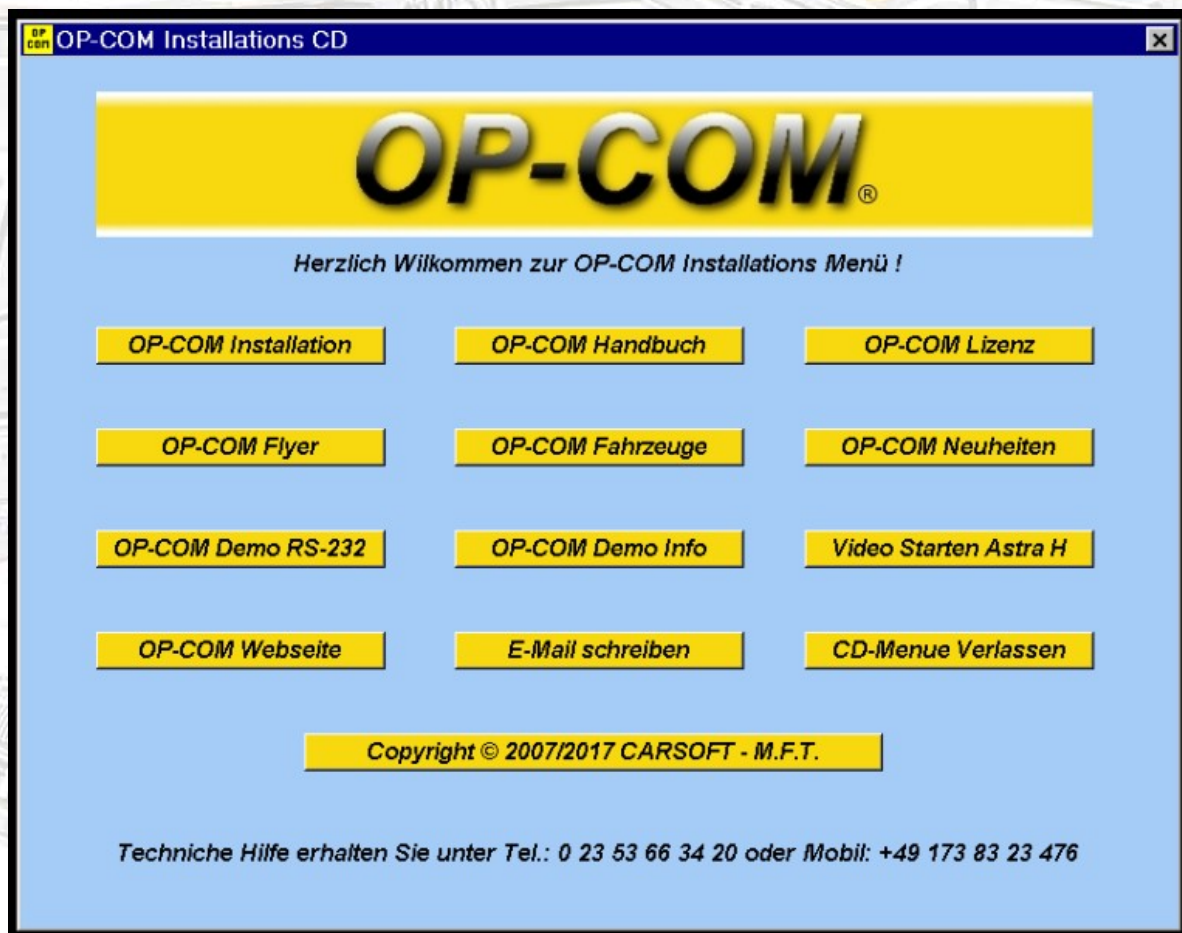 OP COM OP-COM Installations CD
OP-COM®
Herzlich Wilkommen zur OP-COM Installations Menü !
OP-COM Installation OP-COM Handbuch OP-COM Lizenz
OP-COM Flyer OP-COM Fahrzeuge OP-COM Neuheiten
OP-COM Demo RS-232 OP-COM Demo Info Video Starten Astra H
OP-COM Webseite E-Mail schreiben CD-Menue Verlassen
Copyright © 2007/2017 CARSOFT - M.F.T.
Techniche Hilfe erhalten Sie unter Tel.: 0 23 53 66 34 20 oder Mobil: +49 173 83 23 476